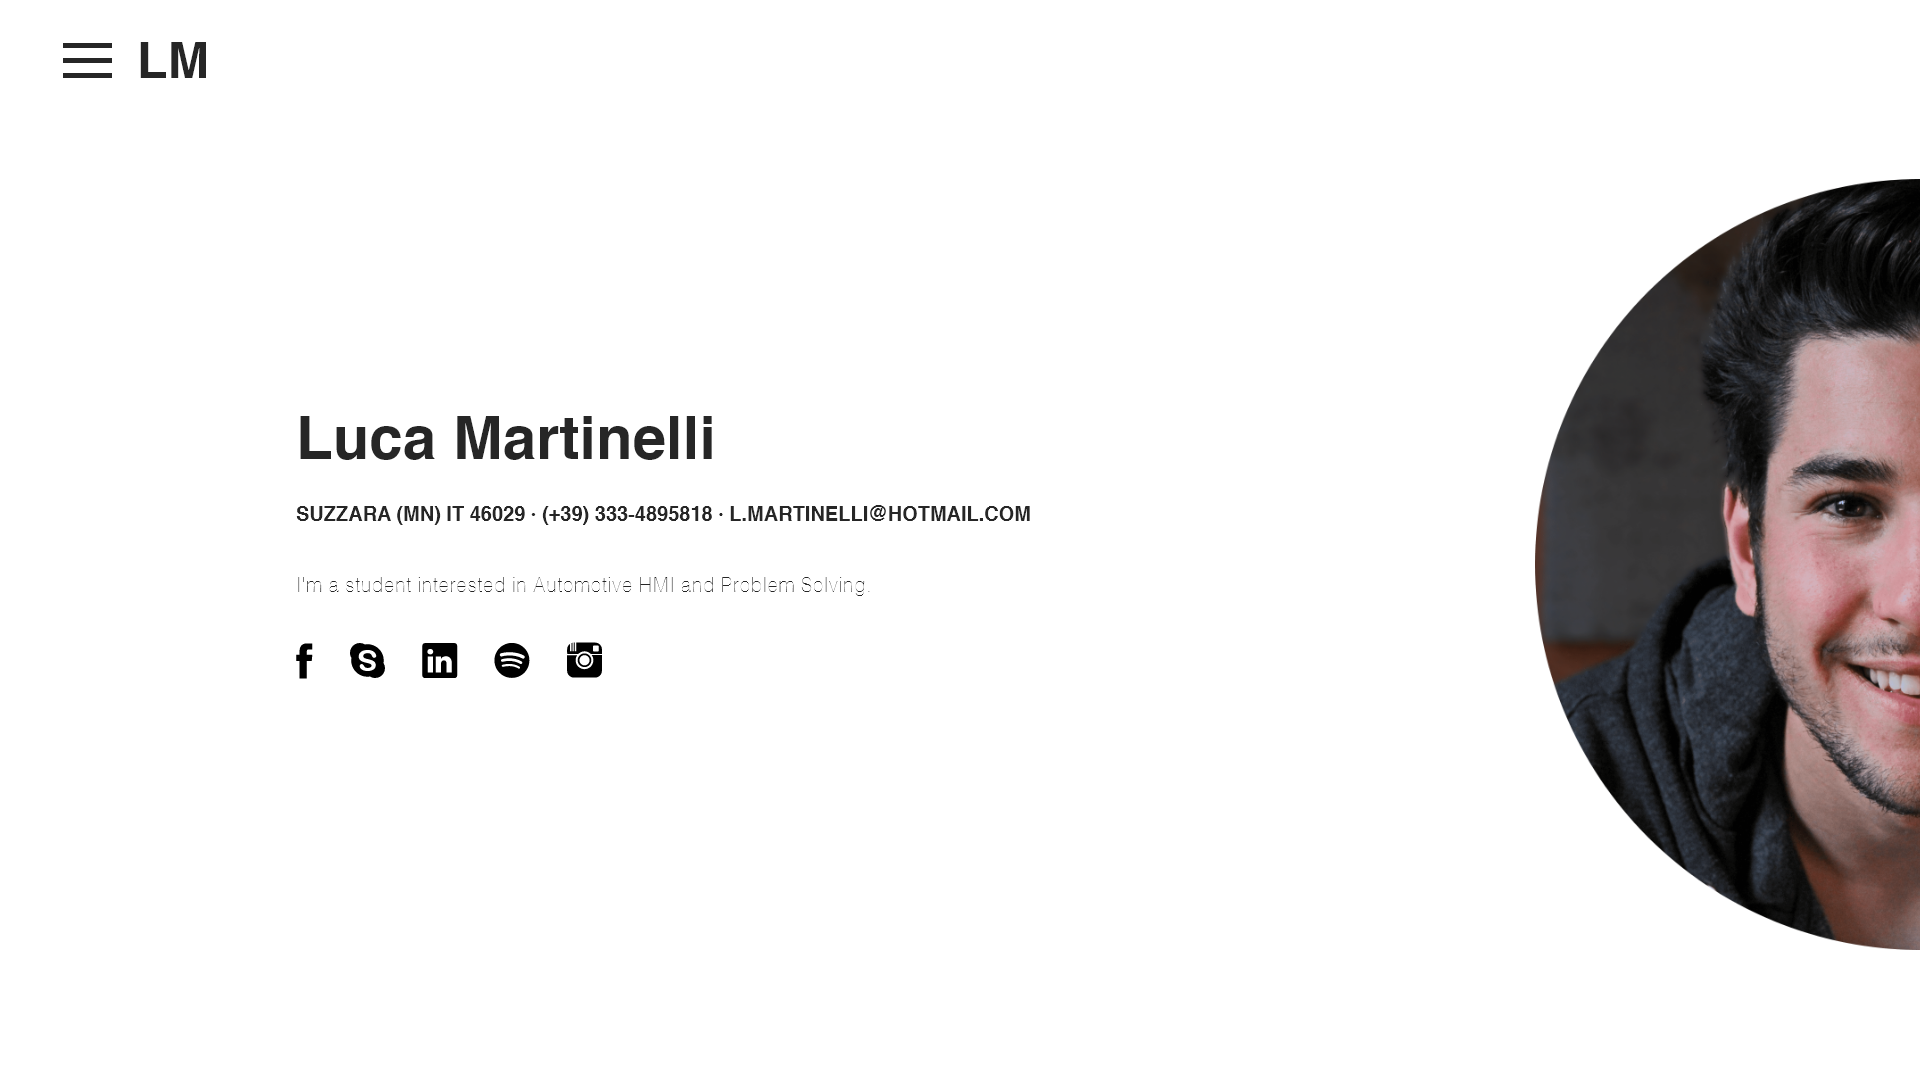 LM
Luca Martinelli
SUZZARA (MN) IT 46029 · (+39) 333-4895818 · L.MARTINELLI@HOTMAIL.COM
I'm a student interested in Automotive HMI and Problem Solving.